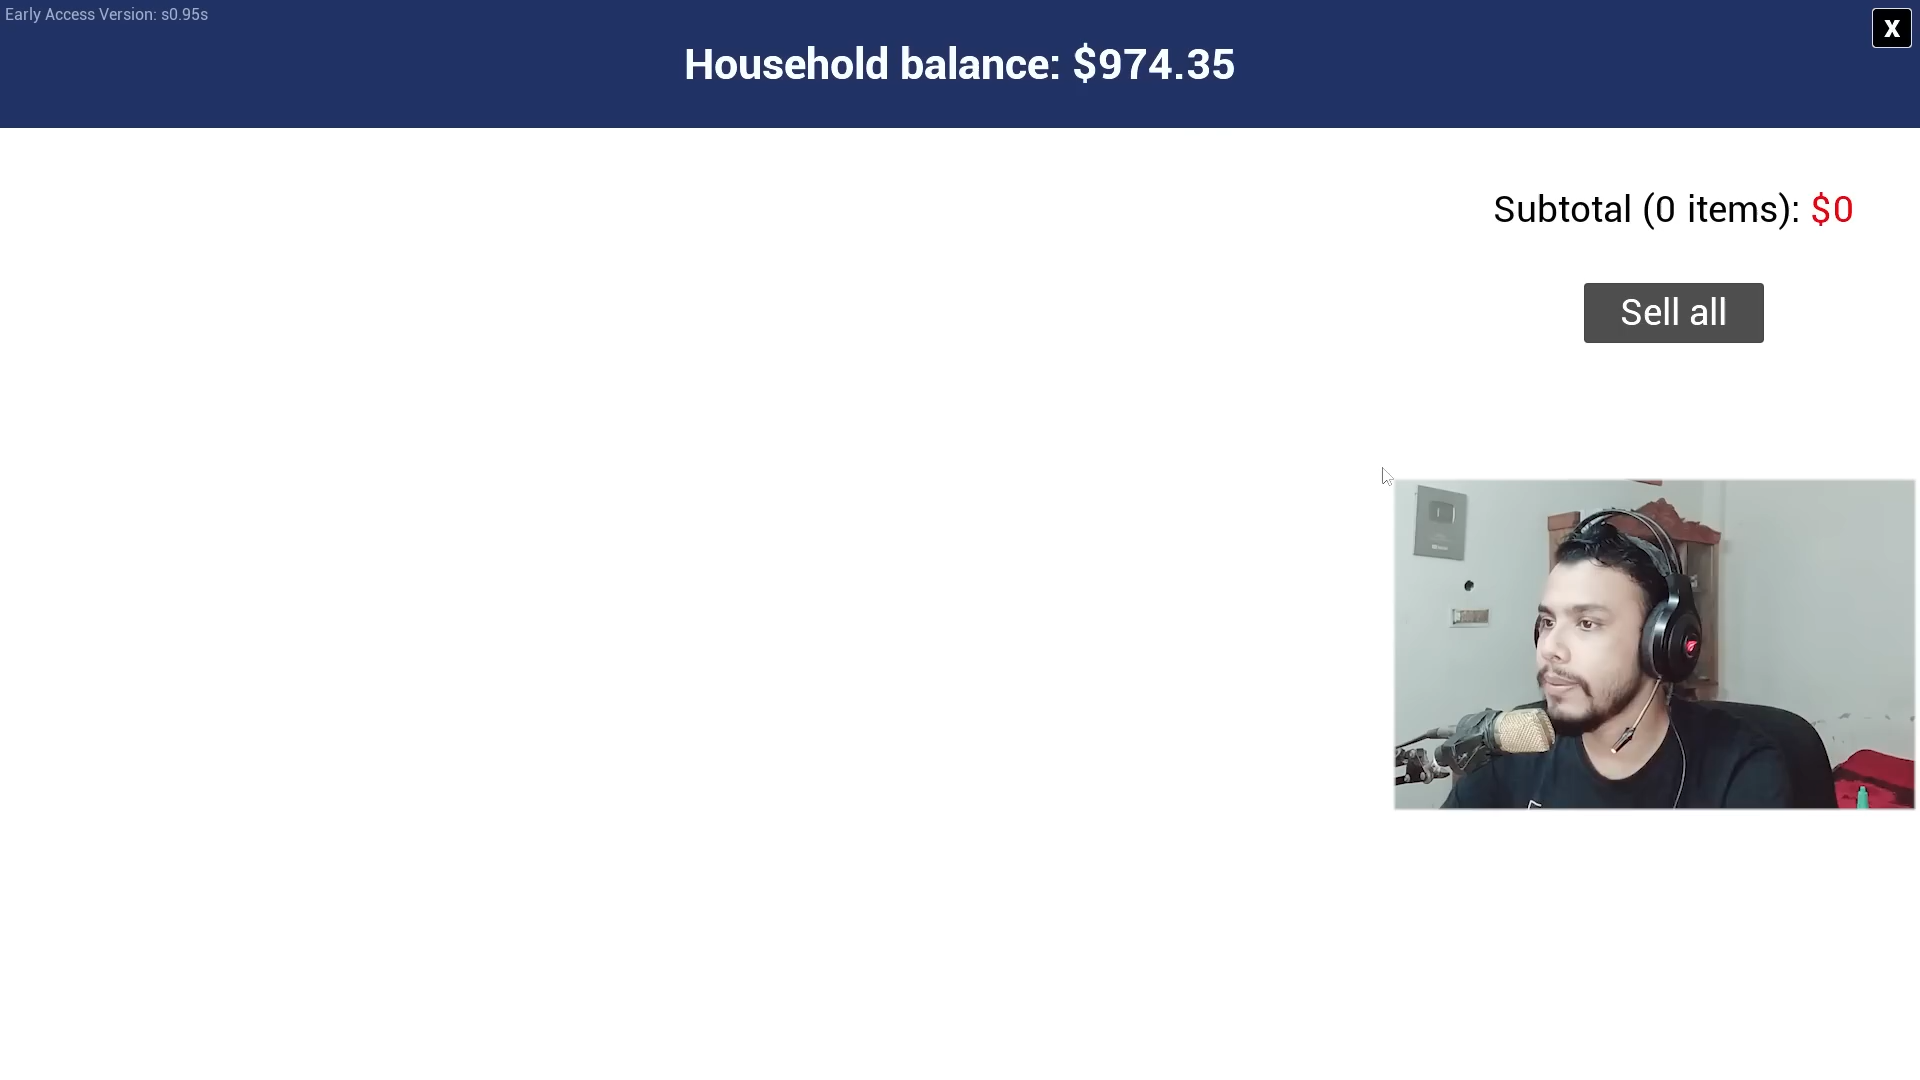 Early Access Version: s0.95s
X
Household balance: $974.35
Subtotal (0 items): $0
Sell all